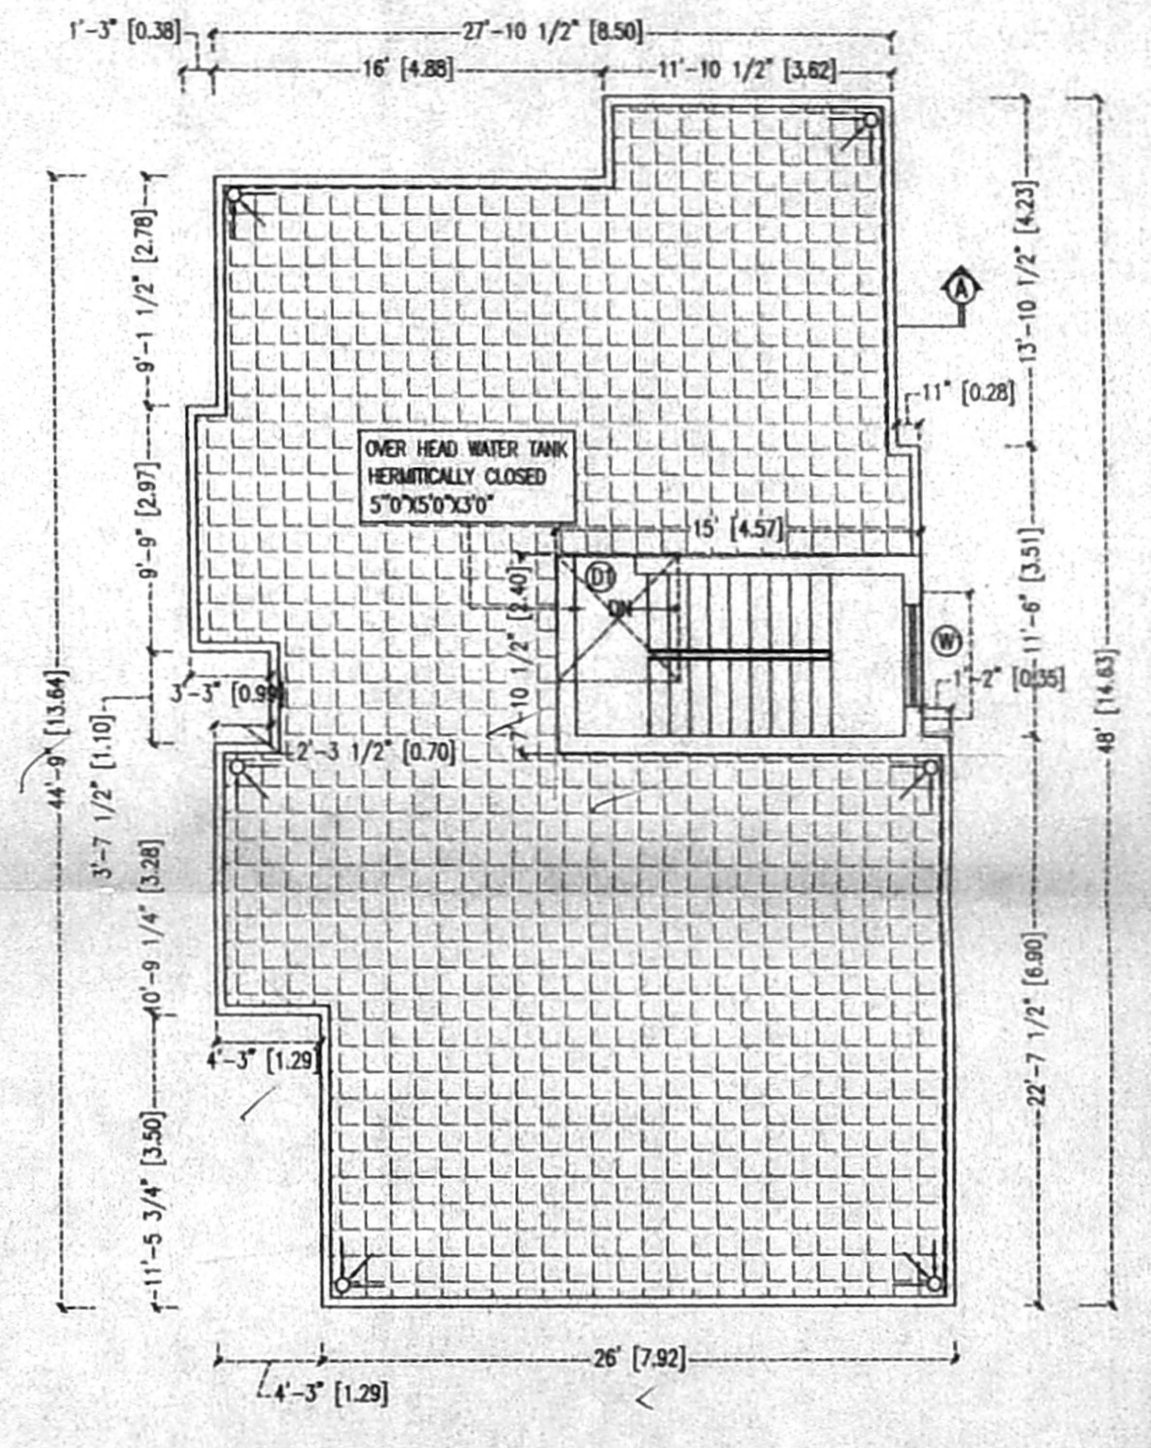 1'-3" [0.38]
27'-10 1/2" [8.50]
16' [4.88]
11'-10 1/2" [3.62]
9'-1 1/2" [2.78]
13'-10 1/2" [4.23]
A
11" [0.28]
OVER HEAD WATER TANK
HERMITICALLY CLOSED
5"0"X5'0"X3'0"
15' [4.57]
9'-9" [2.97]
7'-10 1/2" [2.40]
D1
DN
11'-6" [3.51]
W
1'-2" [0.35]
3'-3" [0.99]
44'-9" [13.64]
48' [14.63]
3'-7 1/2" [1.10]
2'-3 1/2" [0.70]
10'-9 1/4" [3.28]
22'-7 1/2" [6.90]
4'-3" [1.29]
11'-5 3/4" [3.50]
26' [7.92]
4'-3" [1.29]